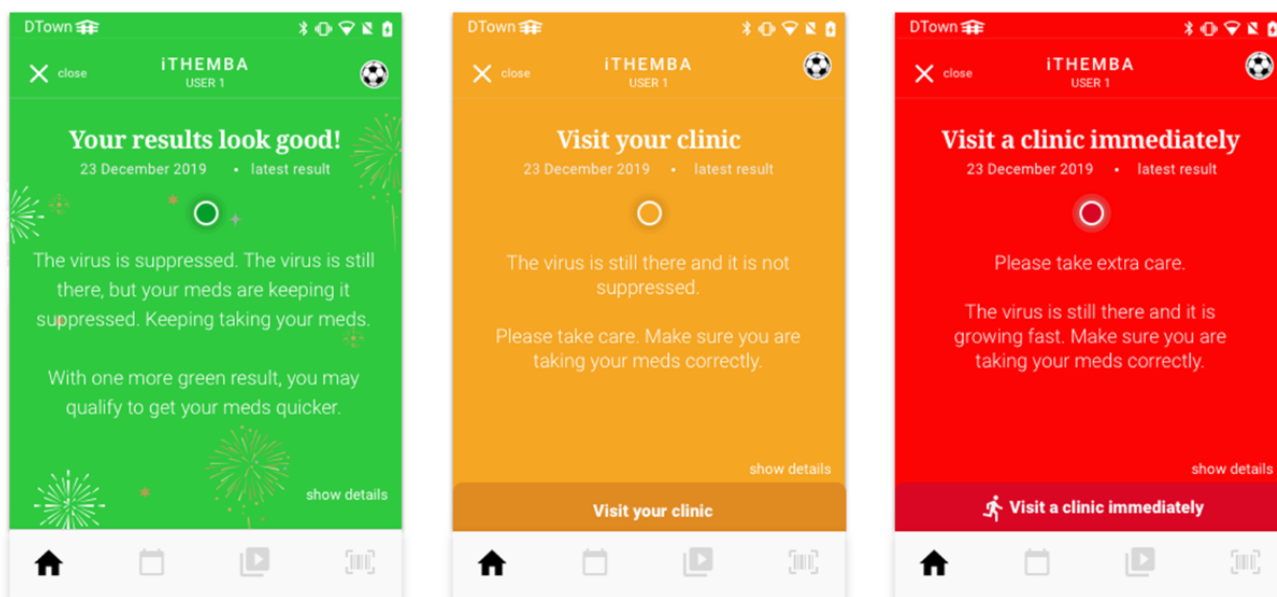 DTown
close
iTHEMBA
USER 1
Your results look good!
23 December 2019 • latest result
The virus is suppressed. The virus is still
there, but your meds are keeping it
suppressed. Keeping taking your meds.
With one more green result, you may
qualify to get your meds quicker.
show details
DTown
close
iTHEMBA
USER 1
Visit your clinic
23 December 2019 • latest result
The virus is still there and it is not
suppressed.
Please take care. Make sure you are
taking your meds correctly.
show details
Visit your clinic
DTown
close
iTHEMBA
USER 1
Visit a clinic immediately
23 December 2019 • latest result
Please take extra care.
The virus is still there and it is
growing fast. Make sure you are
taking your meds correctly.
show details
Visit a clinic immediately